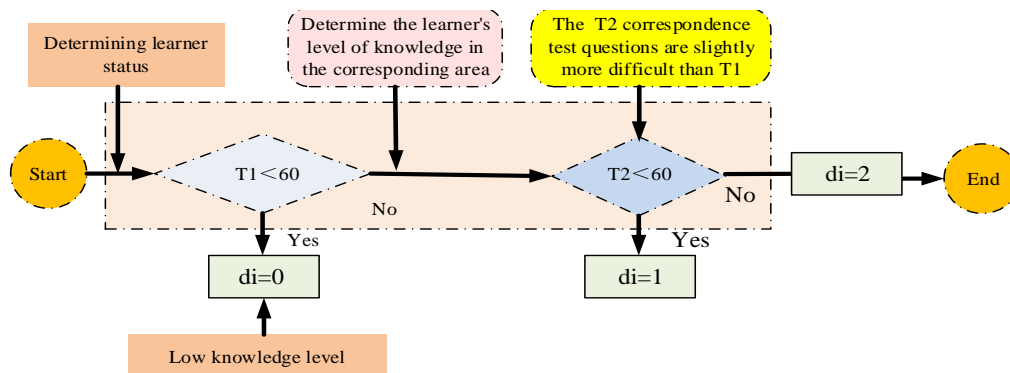 Determining learner
status
Determine the learner's
level of knowledge in
the corresponding area
The T2 correspondence
test questions are slightly
more difficult than T1
Start
T1＜60
T2＜60
di=2
End
No
No
Yes
Yes
di=0
di=1
Low knowledge level